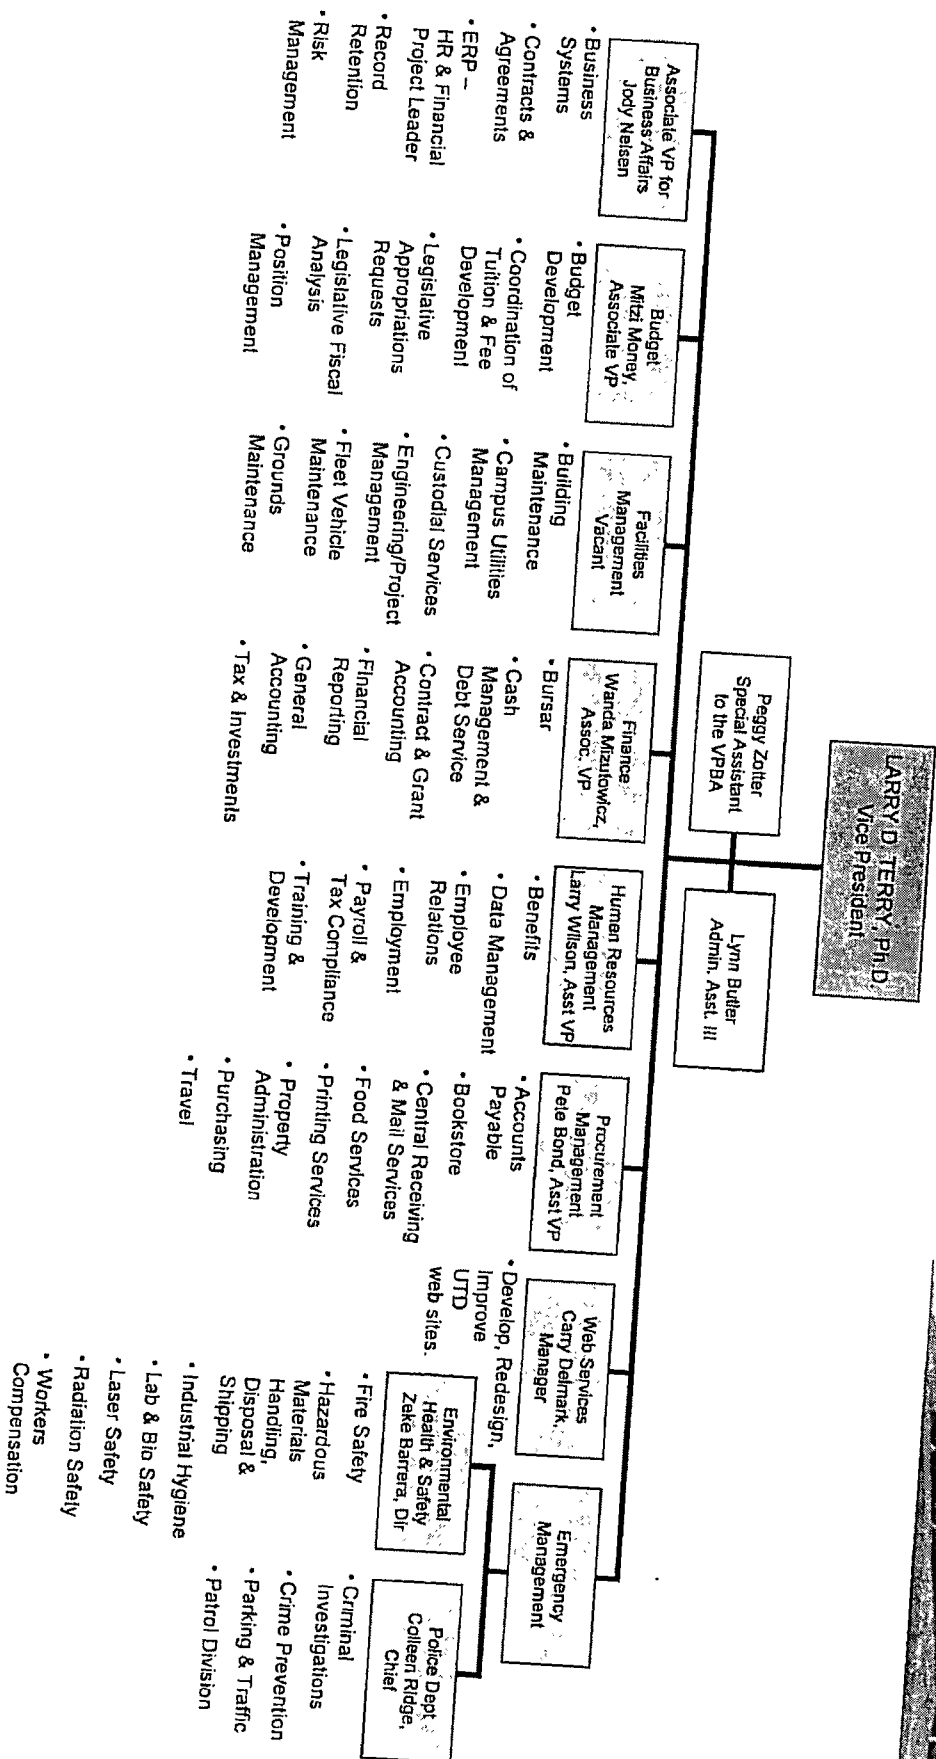 LARRY D. TERRY, Ph.D.
Vice President
Peggy Zotter
Special Assistant
to the VPBA
Lynn Butler
Admin. Asst. III
Associate VP for
Business Affairs
Jody Nelsen
• Business
Systems
• Contracts &
Agreements
• ERP –
HR & Financial
Project Leader
• Record
Retention
• Risk
Management
Budget
Mitzi Money,
Associate VP
• Budget
Development
• Coordination of
Tuition & Fee
Development
• Legislative
Appropriations
Requests
• Legislative Fiscal
Analysis
• Position
Management
Facilities
Management
Vacant
• Building
Maintenance
• Campus Utilities
Management
• Custodial Services
• Engineering/Project
Management
• Fleet Vehicle
Maintenance
• Grounds
Maintenance
Finance
Wanda Mizutowicz,
Assoc. VP
• Bursar
• Cash
Management &
Debt Service
• Contract & Grant
Accounting
• Financial
Reporting
• General
Accounting
• Tax & Investments
Human Resources
Management
Larry Wilson, Asst VP
• Benefits
• Data Management
• Employee
Relations
• Employment
• Payroll &
Tax Compliance
• Training &
Development
Procurement
Management
Pete Bond, Asst VP
• Accounts
Payable
• Bookstore
• Central Receiving
& Mail Services
• Food Services
• Printing Services
• Property
Administration
• Purchasing
• Travel
Web Services
Carry Delmark,
Manager
• Develop, Redesign,
Improve
UTD
web sites.
Emergency
Management
Environmental
Health & Safety
Zeke Barrera, Dir
• Fire Safety
• Hazardous
Materials
Handling,
Disposal &
Shipping
• Industrial Hygiene
• Lab & Bio Safety
• Laser Safety
• Radiation Safety
• Workers
Compensation
Police Dept
Colleen Ridge,
Chief
• Criminal
Investigations
• Crime Prevention
• Parking & Traffic
• Patrol Division